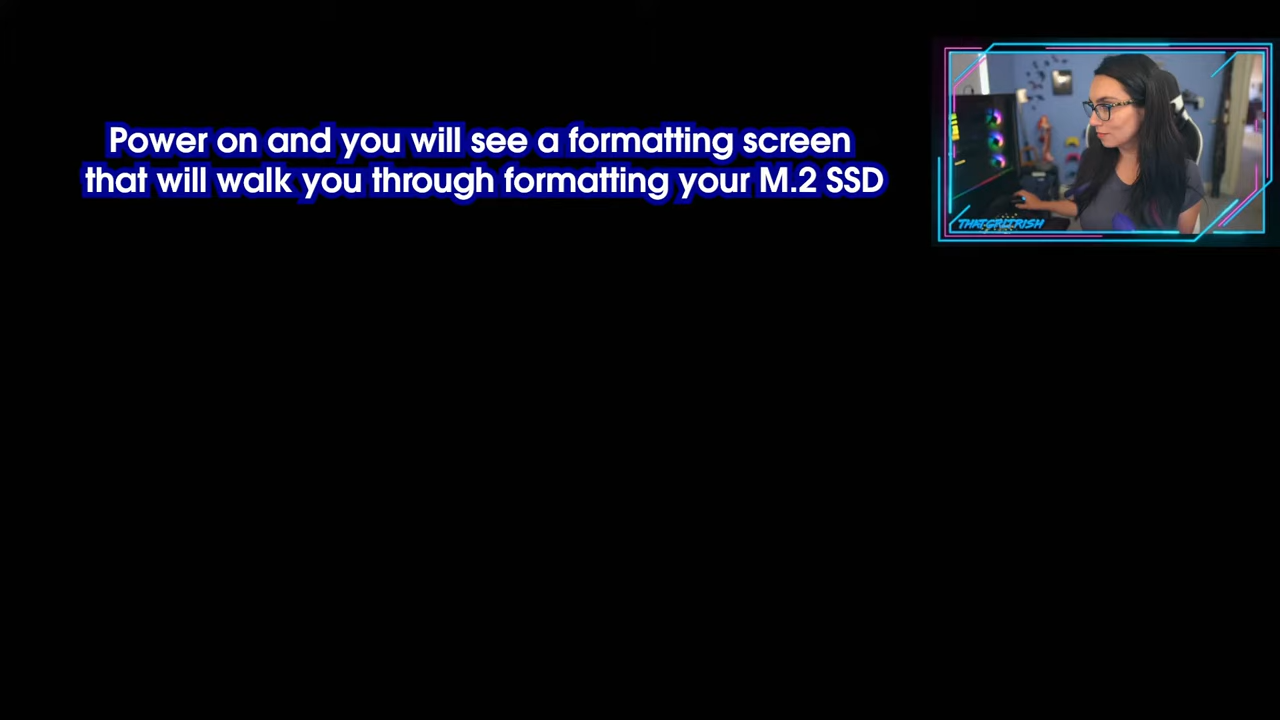 Power on and you will see a formatting screen
that will walk you through formatting your M.2 SSD